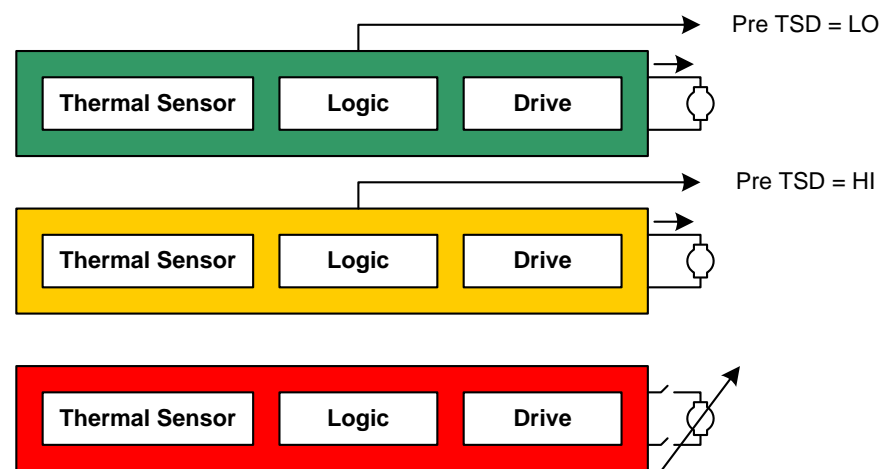 Pre TSD = LO
Thermal Sensor Logic Drive
Pre TSD = HI
Thermal Sensor Logic Drive
Thermal Sensor Logic Drive